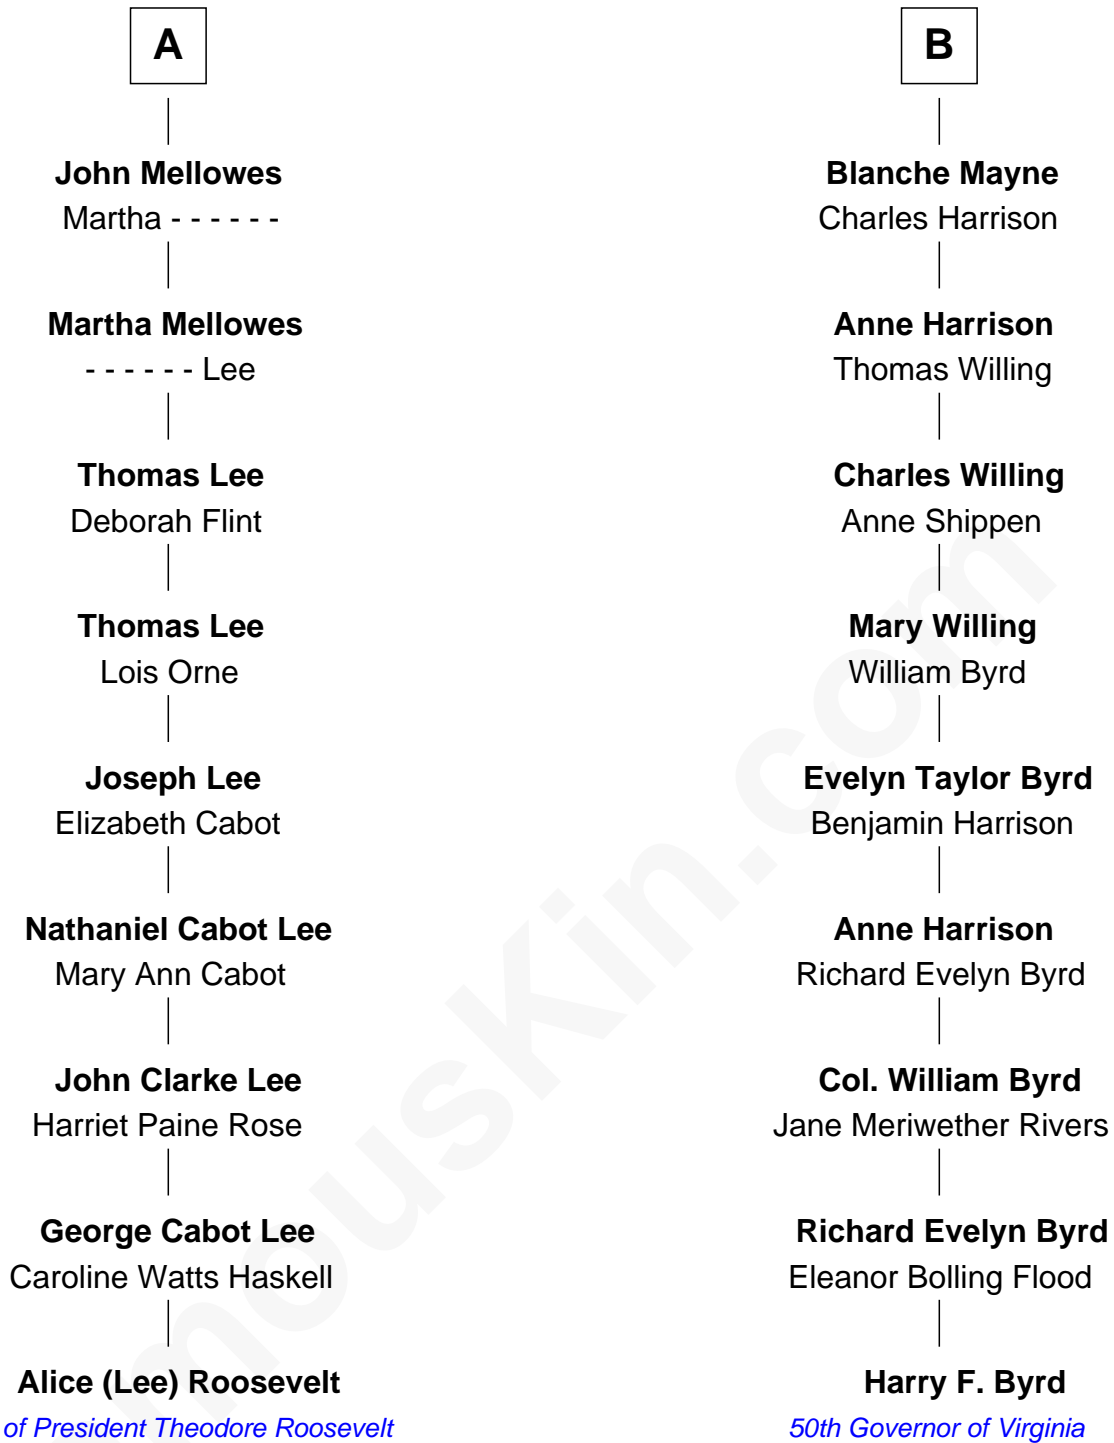 A
John Mellowes
Martha - - - - - -
Martha Mellowes
- - - - - - Lee
Thomas Lee
Deborah Flint
Thomas Lee
Lois Orne
Joseph Lee
Elizabeth Cabot
Nathaniel Cabot Lee
Mary Ann Cabot
John Clarke Lee
Harriet Paine Rose
George Cabot Lee
Caroline Watts Haskell
Alice (Lee) Roosevelt
of President Theodore Roosevelt
B
Blanche Mayne
Charles Harrison
Anne Harrison
Thomas Willing
Charles Willing
Anne Shippen
Mary Willing
William Byrd
Evelyn Taylor Byrd
Benjamin Harrison
Anne Harrison
Richard Evelyn Byrd
Col. William Byrd
Jane Meriwether Rivers
Richard Evelyn Byrd
Eleanor Bolling Flood
Harry F. Byrd
50th Governor of Virginia
mouskin.com